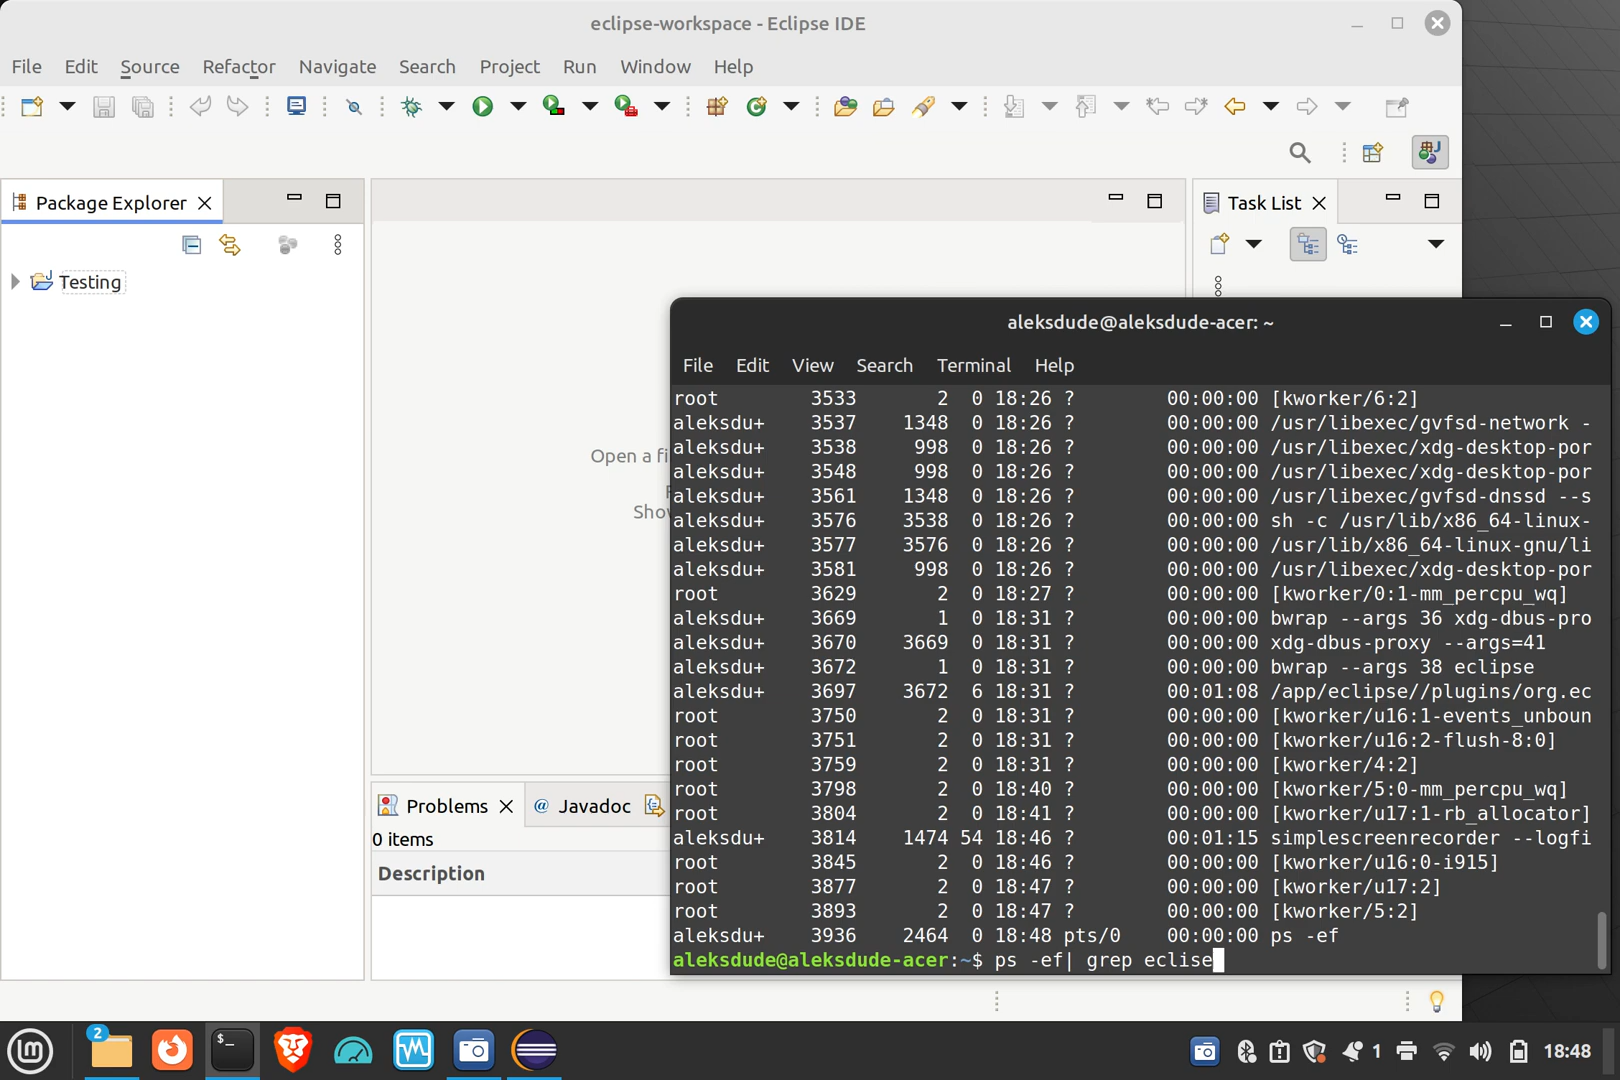 eclipse-workspace - Eclipse IDE
File Edit Source Refactor Navigate Search Project Run Window Help
Package Explorer
Task List
Testing
Open a fi
Show
aleksdude@aleksdude-acer: ~
File Edit View Search Terminal Help
root 3533 2 0 18:26 ? 00:00:00 [kworker/6:2]
aleksdu+ 3537 1348 0 18:26 ? 00:00:00 /usr/libexec/gvfsd-network -
aleksdu+ 3538 998 0 18:26 ? 00:00:00 /usr/libexec/xdg-desktop-por
aleksdu+ 3548 998 0 18:26 ? 00:00:00 /usr/libexec/xdg-desktop-por
aleksdu+ 3561 1348 0 18:26 ? 00:00:00 /usr/libexec/gvfsd-dnssd --s
aleksdu+ 3576 3538 0 18:26 ? 00:00:00 sh -c /usr/lib/x86_64-linux-
aleksdu+ 3577 3576 0 18:26 ? 00:00:00 /usr/lib/x86_64-linux-gnu/li
aleksdu+ 3581 998 0 18:26 ? 00:00:00 /usr/libexec/xdg-desktop-por
root 3629 2 0 18:27 ? 00:00:00 [kworker/0:1-mm_percpu_wq]
aleksdu+ 3669 1 0 18:31 ? 00:00:00 bwrap --args 36 xdg-dbus-pro
aleksdu+ 3670 3669 0 18:31 ? 00:00:00 xdg-dbus-proxy --args=41
aleksdu+ 3672 1 0 18:31 ? 00:00:00 bwrap --args 38 eclipse
aleksdu+ 3697 3672 6 18:31 ? 00:01:08 /app/eclipse//plugins/org.ec
root 3750 2 0 18:31 ? 00:00:00 [kworker/u16:1-events_unboun
root 3751 2 0 18:31 ? 00:00:00 [kworker/u16:2-flush-8:0]
root 3759 2 0 18:31 ? 00:00:00 [kworker/4:2]
root 3798 2 0 18:40 ? 00:00:00 [kworker/5:0-mm_percpu_wq]
root 3804 2 0 18:41 ? 00:00:00 [kworker/u17:1-rb_allocator]
aleksdu+ 3814 1474 54 18:46 ? 00:01:15 simplescreenrecorder --logfi
root 3845 2 0 18:46 ? 00:00:00 [kworker/u16:0-i915]
root 3877 2 0 18:47 ? 00:00:00 [kworker/u17:2]
root 3893 2 0 18:47 ? 00:00:00 [kworker/5:2]
aleksdu+ 3936 2464 0 18:48 pts/0 00:00:00 ps -ef
aleksdude@aleksdude-acer:~$ ps -ef| grep eclise
Problems @ Javadoc
0 items
Description
2
$_
1
18:48